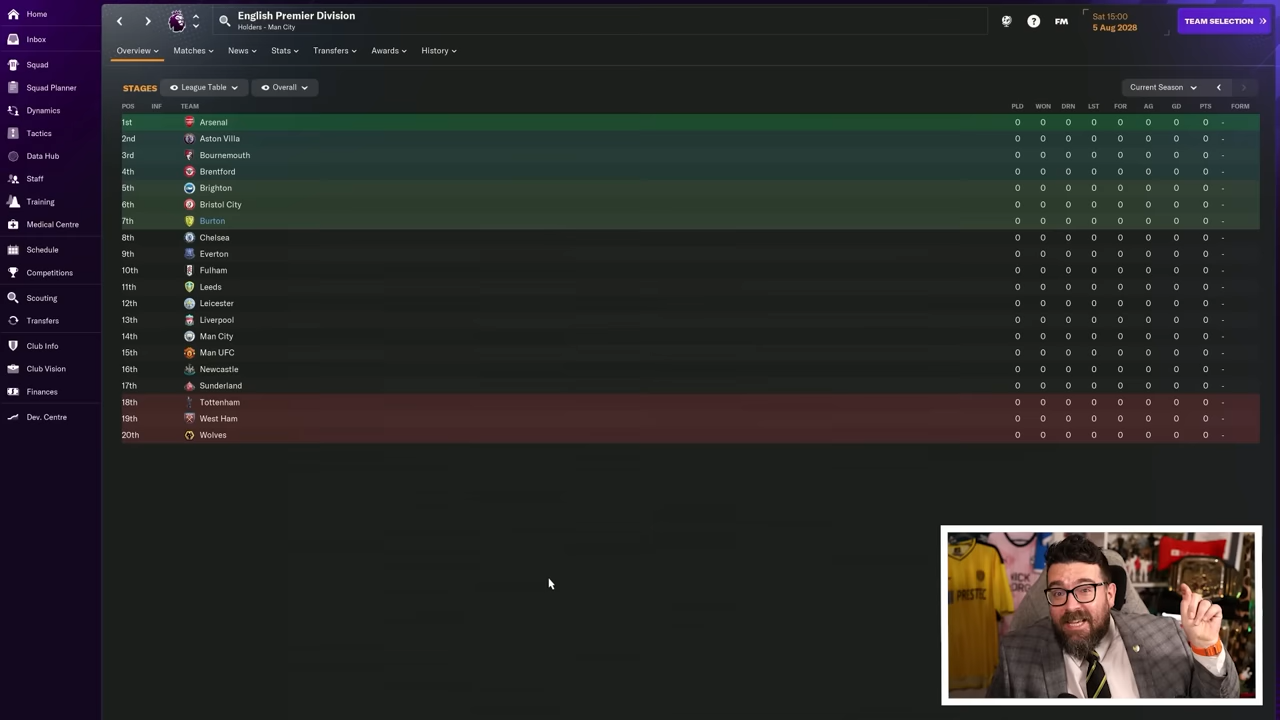 Home
Inbox
Squad
Squad Planner
Dynamics
Tactics
Data Hub
Staff
Training
Medical Centre
Schedule
Competitions
Scouting
Transfers
Club Info
Club Vision
Finances
Dev. Centre
English Premier Division
Holders - Man City
FM
Sat 15:00
5 Aug 2028
TEAM SELECTION
Overview Matches News Stats Transfers Awards History
STAGES League Table Overall Current Season
POS INF TEAM PLD WON DRN LST FOR AG GD PTS FORM
1st Arsenal 0 0 0 0 0 0 0 0 -
2nd Aston Villa 0 0 0 0 0 0 0 0 -
3rd Bournemouth 0 0 0 0 0 0 0 0 -
4th Brentford 0 0 0 0 0 0 0 0 -
5th Brighton 0 0 0 0 0 0 0 0 -
6th Bristol City 0 0 0 0 0 0 0 0 -
7th Burton 0 0 0 0 0 0 0 0 -
8th Chelsea 0 0 0 0 0 0 0 0 -
9th Everton 0 0 0 0 0 0 0 0 -
10th Fulham 0 0 0 0 0 0 0 0 -
11th Leeds 0 0 0 0 0 0 0 0 -
12th Leicester 0 0 0 0 0 0 0 0 -
13th Liverpool 0 0 0 0 0 0 0 0 -
14th Man City 0 0 0 0 0 0 0 0 -
15th Man UFC 0 0 0 0 0 0 0 0 -
16th Newcastle 0 0 0 0 0 0 0 0 -
17th Sunderland 0 0 0 0 0 0 0 0 -
18th Tottenham 0 0 0 0 0 0 0 0 -
19th West Ham 0 0 0 0 0 0 0 0 -
20th Wolves 0 0 0 0 0 0 0 0 -
PRESTEC